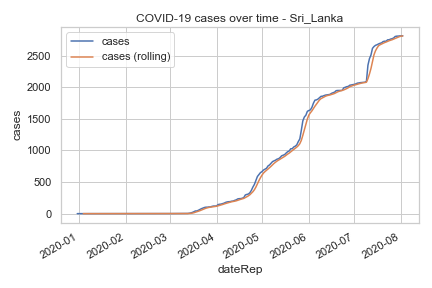 COVID-19 cases over time - Sri_Lanka
cases
cases (rolling)
cases
2500
2000
1500
1000
500
0
2020-01
2020-02
2020-03
2020-04
2020-05
2020-06
2020-07
2020-08
dateRep